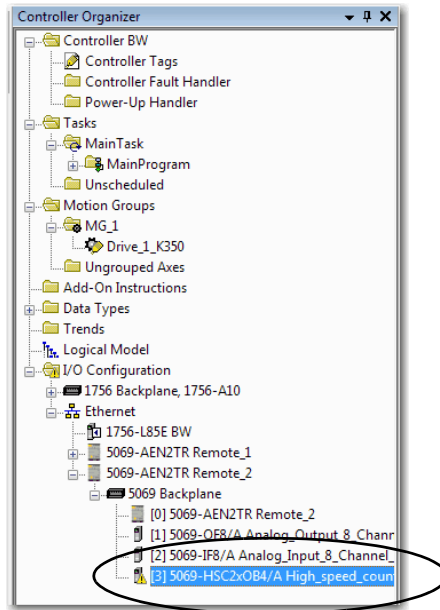 Controller Organizer
Controller BW
Controller Tags
Controller Fault Handler
Power-Up Handler
Tasks
MainTask
MainProgram
Unscheduled
Motion Groups
MG_1
Drive_1_K350
Ungrouped Axes
Add-On Instructions
Data Types
Trends
Logical Model
I/O Configuration
1756 Backplane, 1756-A10
Ethernet
1756-L85E BW
5069-AEN2TR Remote_1
5069-AEN2TR Remote_2
5069 Backplane
[0] 5069-AEN2TR Remote_2
[1] 5069-OF8/A Analog_Output_8_Chann
[2] 5069-IF8/A Analog_Input_8_Channel_
[3] 5069-HSC2xOB4/A High_speed_coun